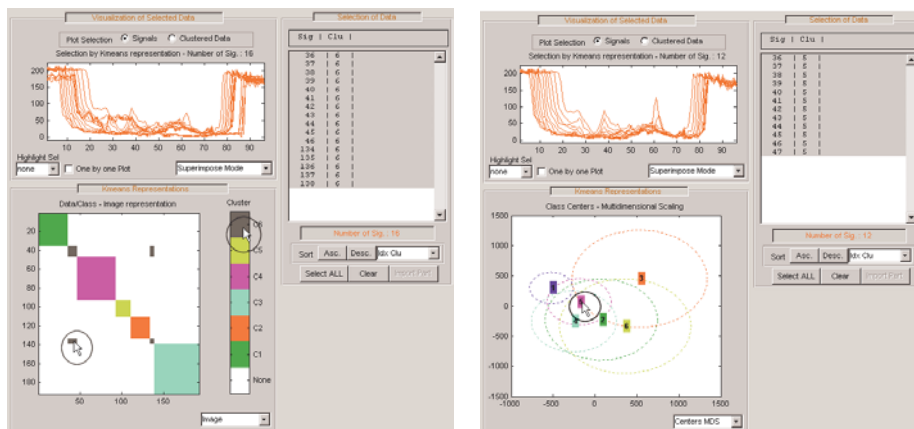 Visualization of Selected Data
Plot Selection Signals Clustered Data
Selection by Kmeans representation - Number of Sig. : 16
200
150
100
50
0
10 20 30 40 50 60 70 80 90
Highlight Sel
none One by one Plot Superimpose Mode
Kmeans Representations
Data/Class - Image representation
Cluster
20
40
60
80
100
120
140
160
180
50 100 150
C6
C5
C4
C3
C2
C1
None
Image
Selection of Data
Sig | Clu |
36 | 6 |
37 | 6 |
38 | 6 |
39 | 6 |
40 | 6 |
41 | 6 |
42 | 6 |
43 | 6 |
44 | 6 |
45 | 6 |
46 | 6 |
134 | 6 |
135 | 6 |
136 | 6 |
137 | 6 |
138 | 6 |
Number of Sig. : 16
Sort Asc. Desc. Idx Clu
Select ALL Clear Import Part
Visualization of Selected Data
Plot Selection Signals Clustered Data
Selection by Kmeans representation - Number of Sig. : 12
200
150
100
50
0
10 20 30 40 50 60 70 80 90
Highlight Sel
none One by one Plot Superimpose Mode
Kmeans Representations
Class Centers - Multidimensional Scaling
1500
1000
500
0
-500
-1000
-1500
-1000 -500 0 500 1000 1500
3
6
Centers MDS
Selection of Data
Sig | Clu |
36 | 5 |
37 | 5 |
38 | 5 |
39 | 5 |
40 | 5 |
41 | 5 |
42 | 5 |
43 | 5 |
44 | 5 |
45 | 5 |
46 | 5 |
47 | 5 |
Number of Sig. : 12
Sort Asc. Desc. Idx Clu
Select ALL Clear Import Part